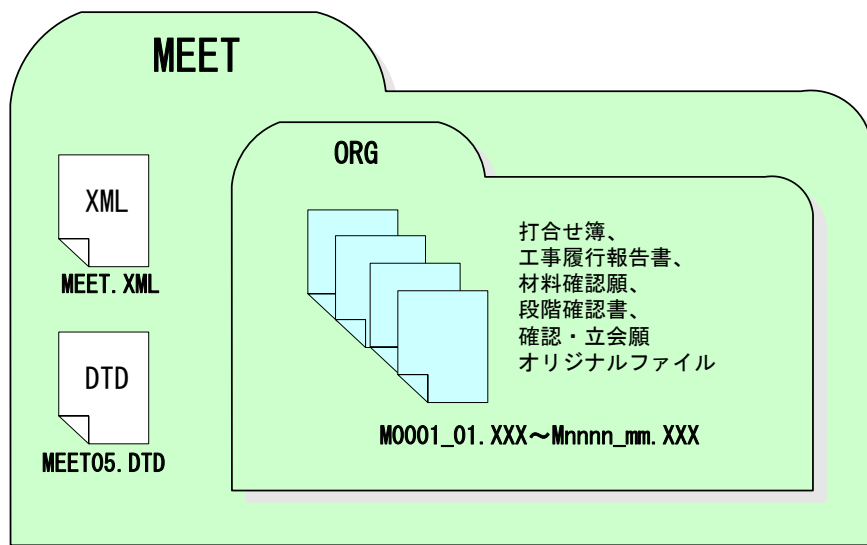 MEET
XML
MEET.XML
DTD
MEET05.DTD
ORG
打合せ簿、
工事履行報告書、
材料確認願、
段階確認書、
確認・立会願
オリジナルファイル
M0001_01.XXX～Mnnnn_mm.XXX